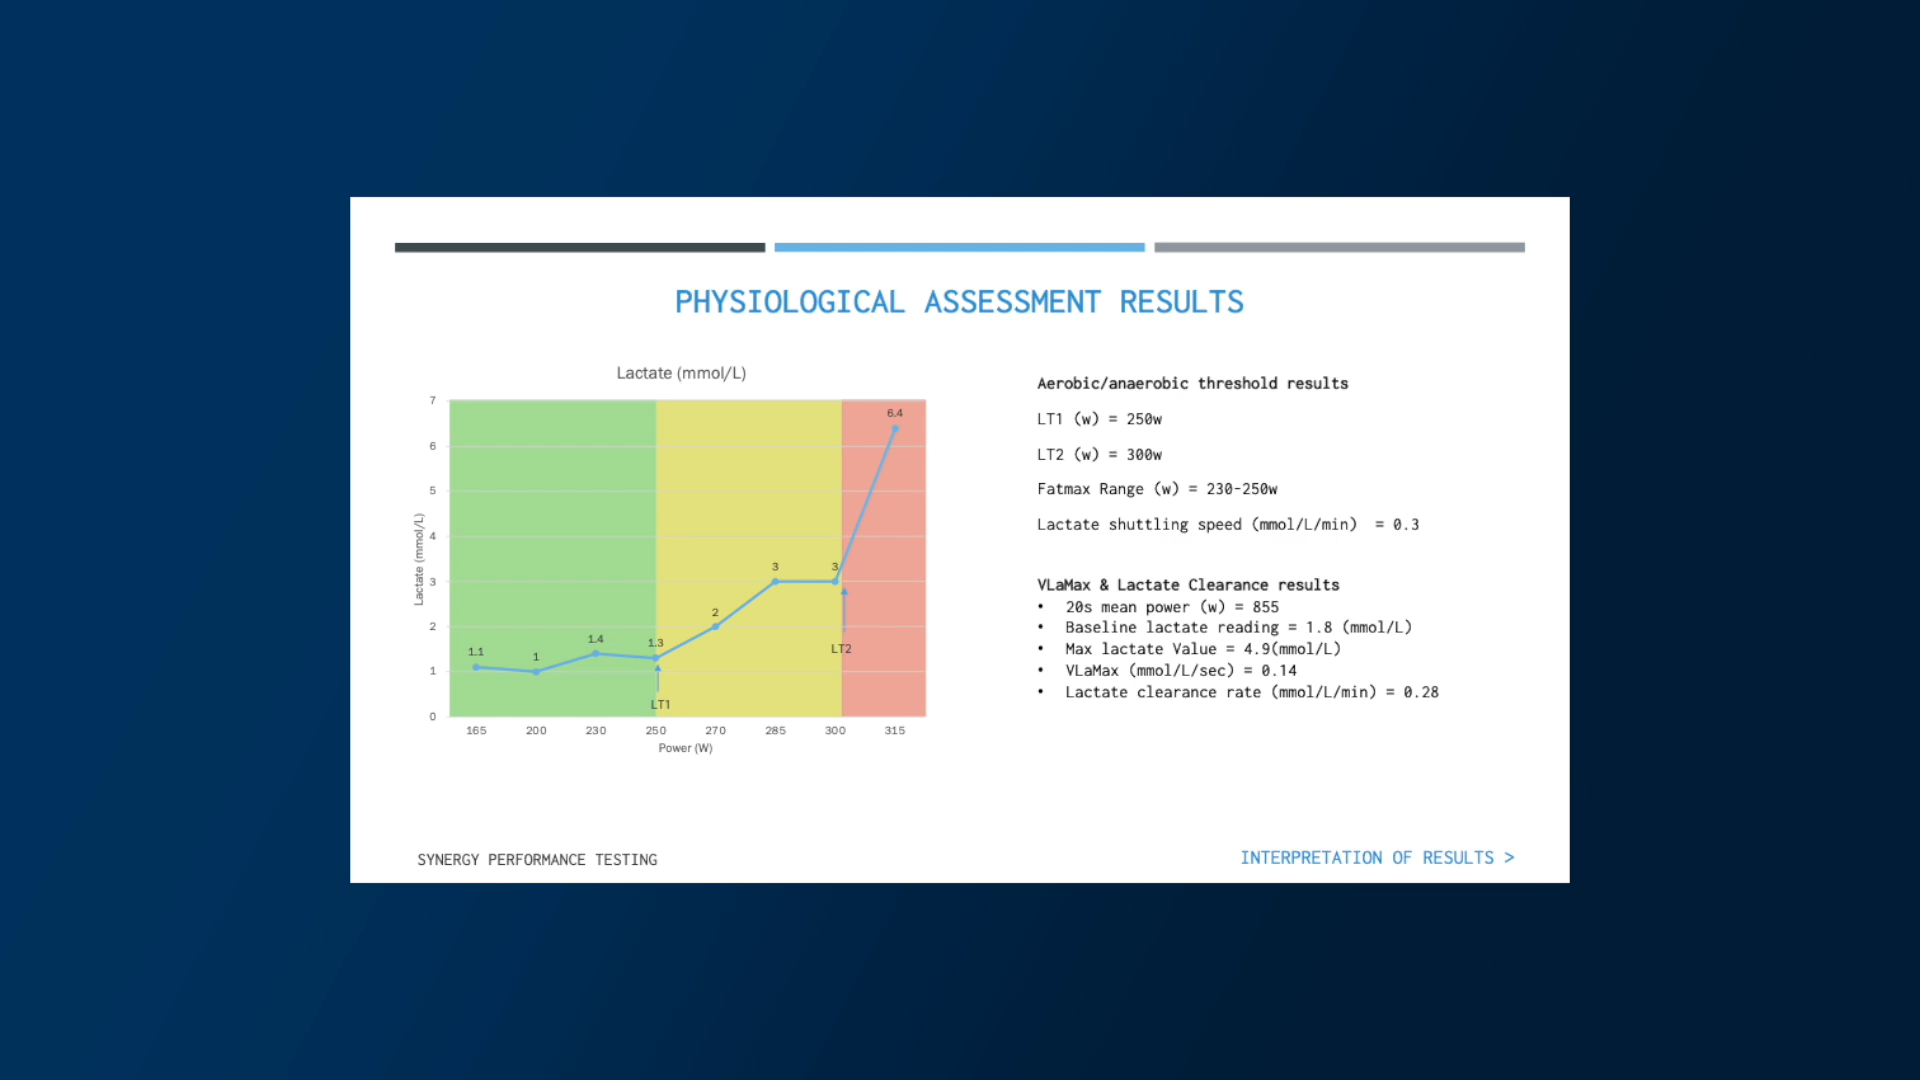 PHYSIOLOGICAL ASSESSMENT RESULTS
Lactate (mmol/L)
7
6
5
4
3
2
1
0
Lactate (mmol/L)
1.1
1
1.4
1.3
2
3
3
6.4
LT1
LT2
165 200 230 250 270 285 300 315
Power (W)
Aerobic/anaerobic threshold results
LT1 (w) = 250w
LT2 (w) = 300w
Fatmax Range (w) = 230-250w
Lactate shuttling speed (mmol/L/min)  = 0.3
VLaMax & Lactate Clearance results
• 20s mean power (w) = 855
• Baseline lactate reading = 1.8 (mmol/L)
• Max lactate Value = 4.9(mmol/L)
• VLaMax (mmol/L/sec) = 0.14
• Lactate clearance rate (mmol/L/min) = 0.28
SYNERGY PERFORMANCE TESTING
INTERPRETATION OF RESULTS >